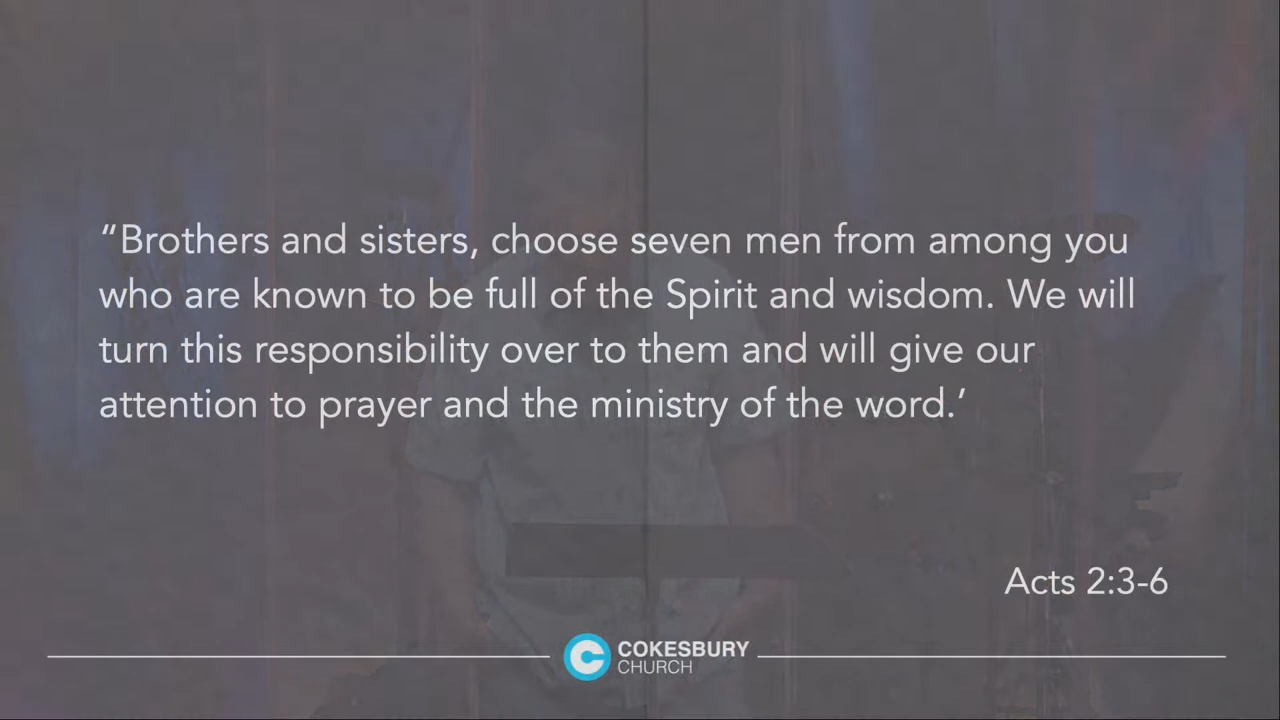 “Brothers and sisters, choose seven men from among you
who are known to be full of the Spirit and wisdom. We will
turn this responsibility over to them and will give our
attention to prayer and the ministry of the word.’
Acts 2:3-6
COKESBURY
CHURCH